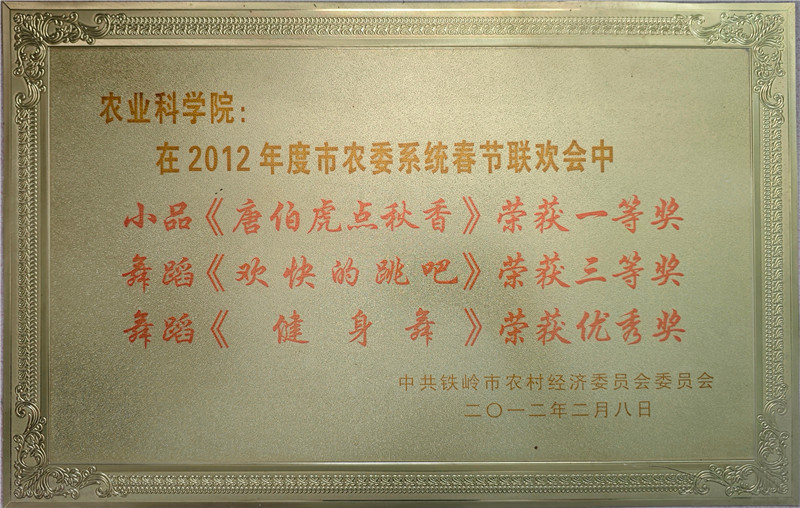 农业科学院：
在2012年度市农委系统春节联欢会中
小品《唐伯虎点秋香》荣获一等奖
舞蹈《欢快的跳吧》荣获三等奖
舞蹈《健身舞》荣获优秀奖
中共铁岭市农村经济委员会委员会
二〇一二年二月八日